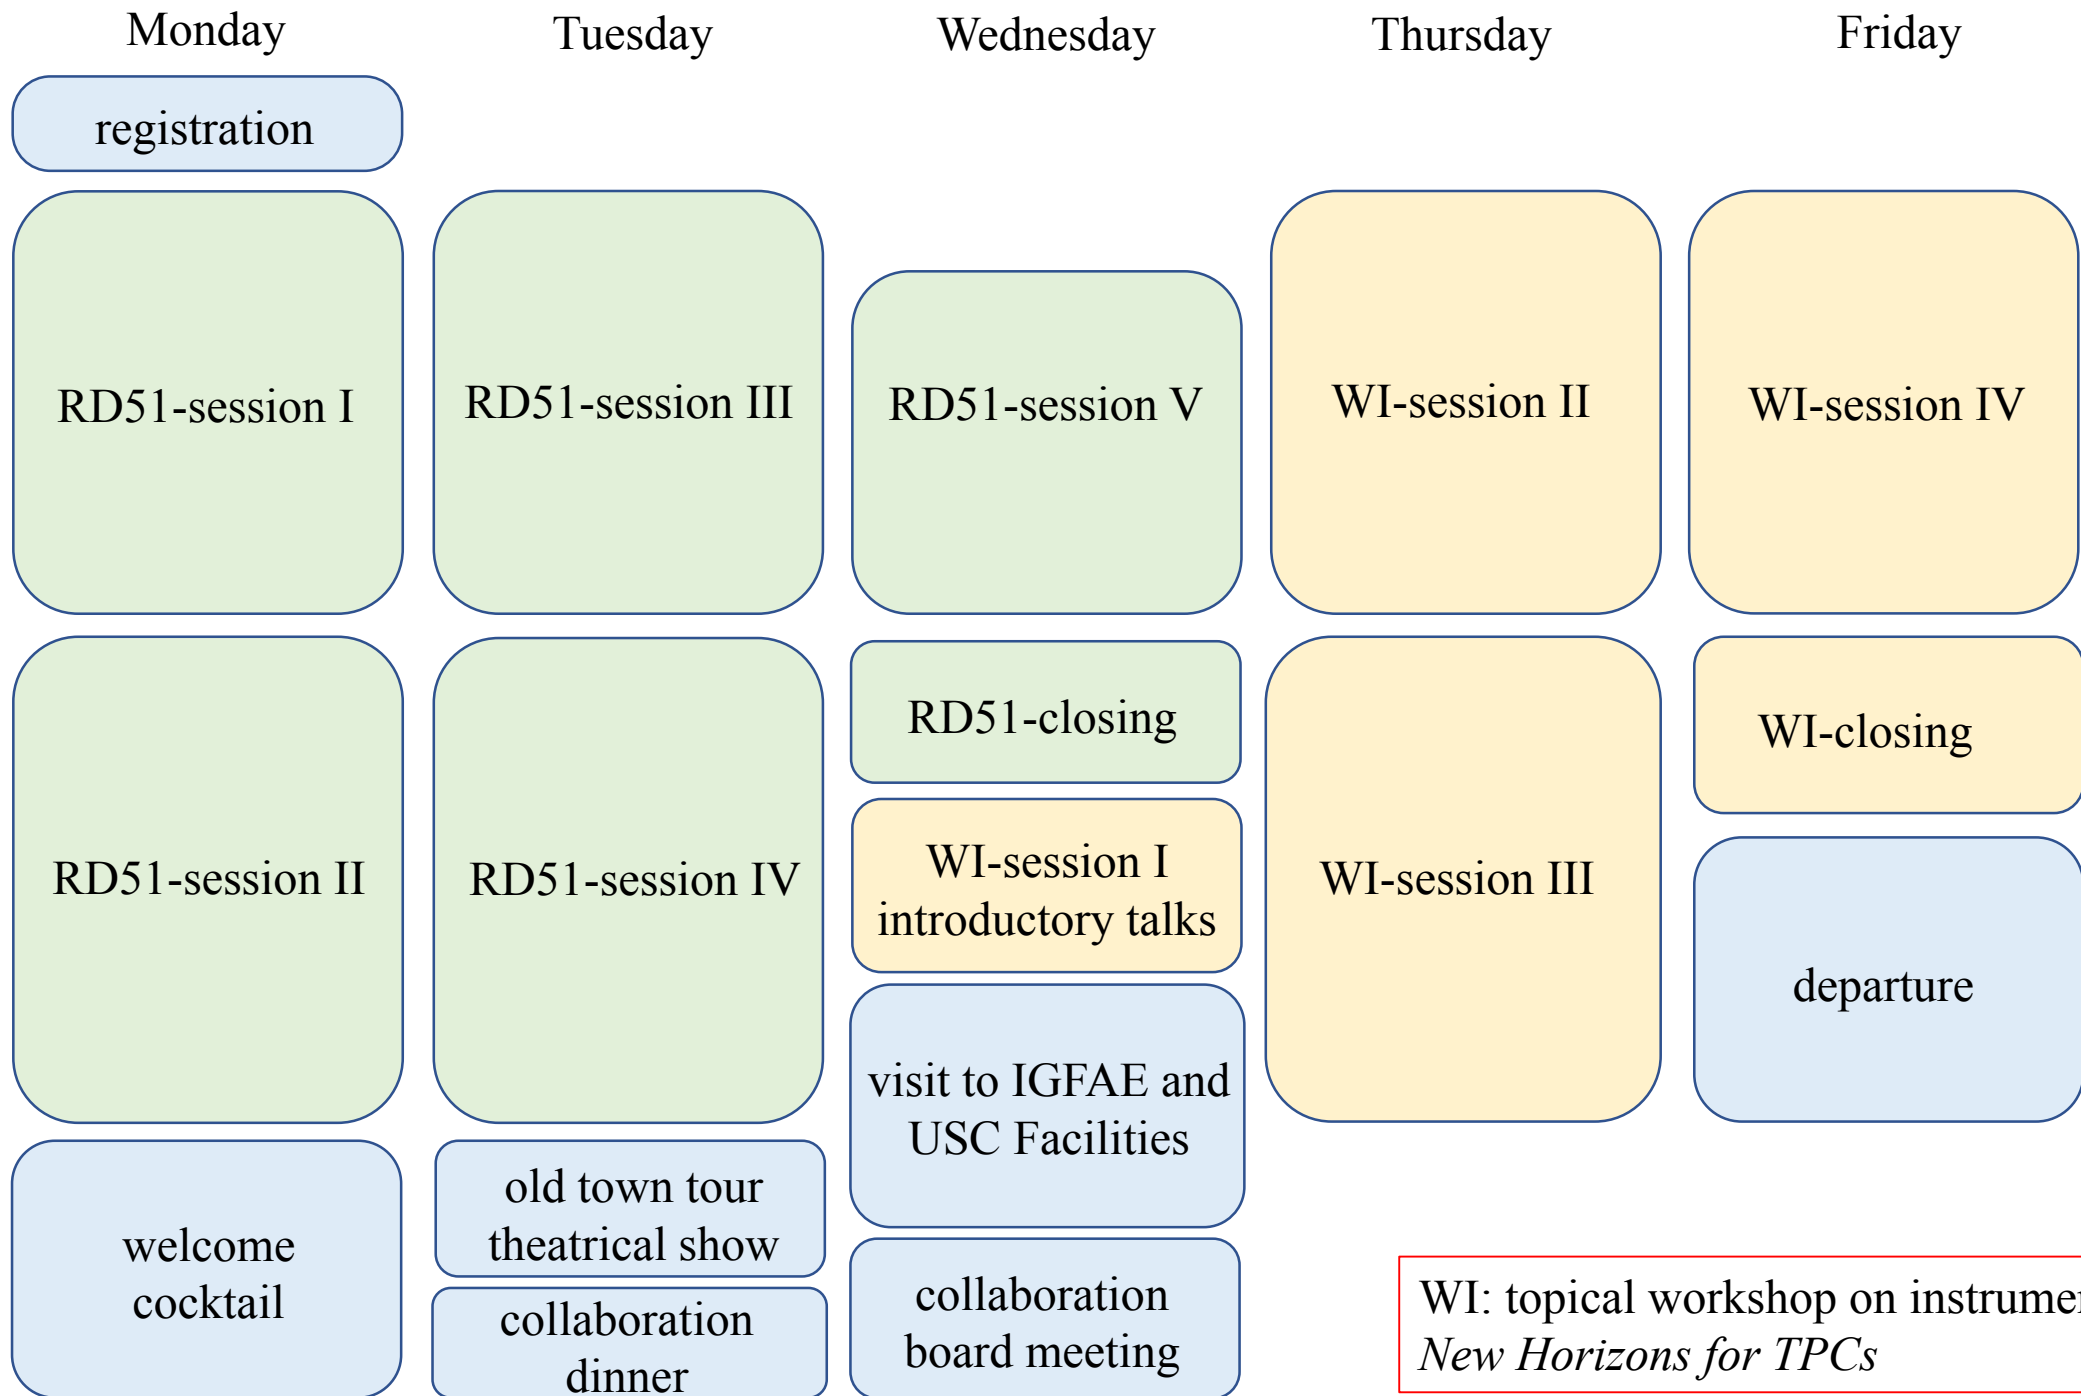 Monday
Tuesday
Wednesday
Thursday
Friday
registration
RD51-session I
RD51-session III
RD51-session V
WI-session II
WI-session IV
RD51-session II
RD51-session IV
RD51-closing
WI-session I
introductory talks
WI-session III
WI-closing
departure
visit to IGFAE and
USC Facilities
welcome
cocktail
old town tour
theatrical show
collaboration
dinner
collaboration
board meeting
WI: topical workshop on
New Horizons for TPCs